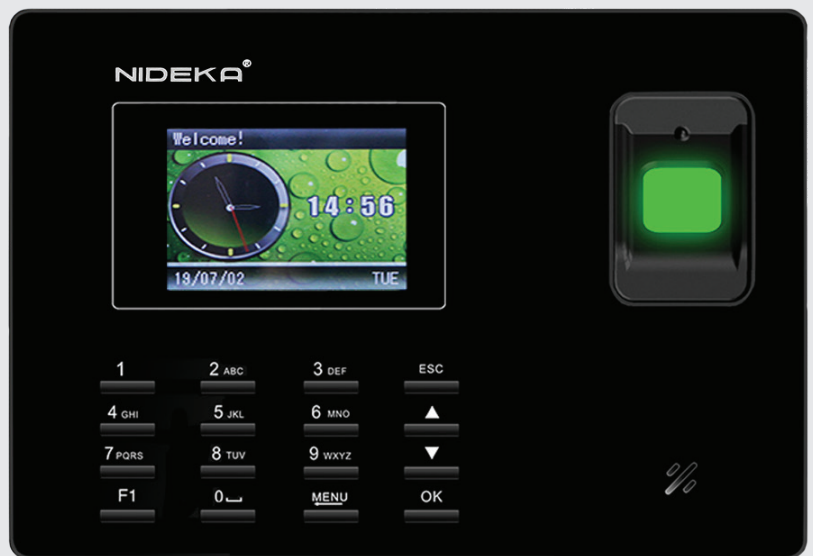 NIDEKA®
Welcome!
14:56
19/07/02 TUE
1 2 ABC 3 DEF ESC
4 GHI 5 JKL 6 MNO ▲
7 PQRS 8 TUV 9 WXYZ ▼
F1 0 MENU OK